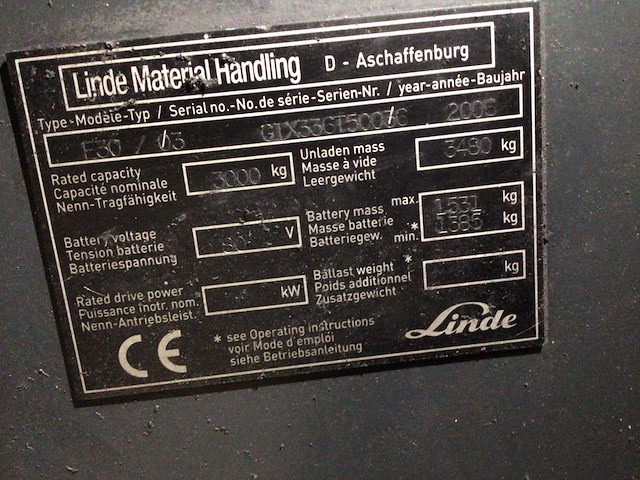 Linde Material Handling D - Aschaffenburg
Type-Modèle-Typ / Serial no.-No. de série-Serien-Nr. / year-année-Baujahr
E30 / 03 2006
Rated capacity
Capacité nominale
Nenn-Tragfähigkeit
3000 kg
Unladen mass
Masse à vide
Leergewicht
3480 kg
Battery voltage
Tension batterie
Batteriespannung
80 V
Battery mass
Masse batterie *
Batteriegew.
max. 1531 kg
min. 1385 kg
Rated drive power
Puissance motr. nom.
Nenn-Antriebsleist.
kW
Ballast weight *
Poids additionnel
Zusatzgewicht
kg
CE
* see Operating instructions
voir Mode d'emploi
siehe Betriebsanleitung
Linde